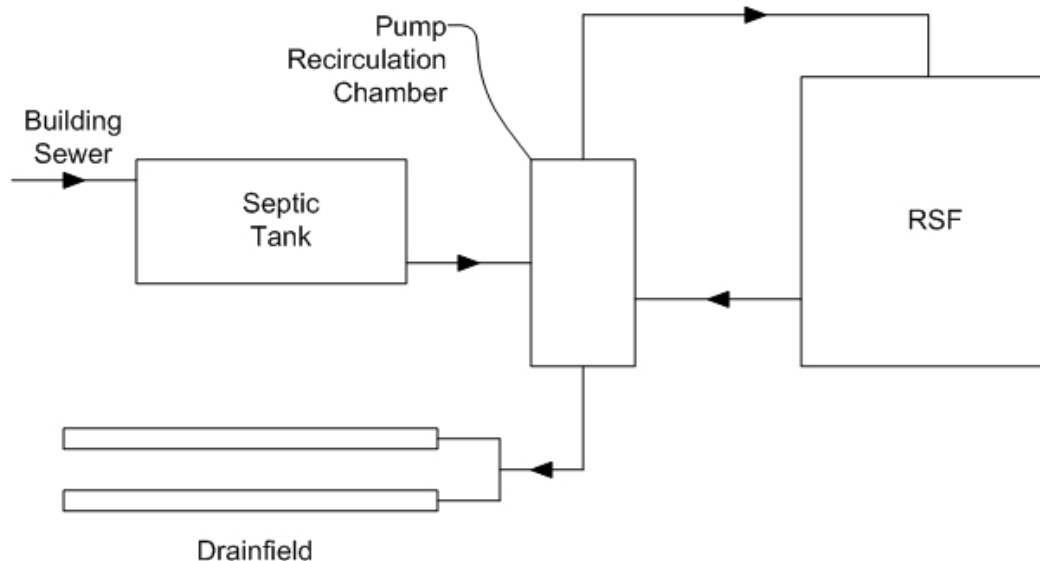 Pump
Recirculation
Chamber
Building
Sewer
Septic
Tank
RSF
Drainfield